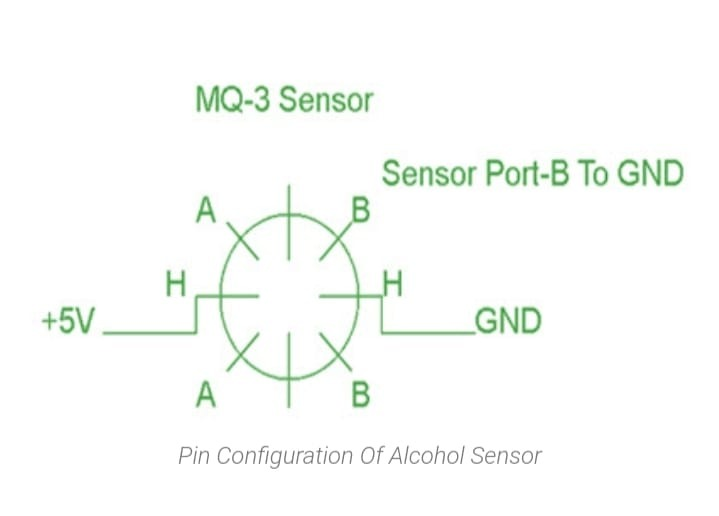 MQ-3 Sensor
Sensor Port-B To GND
A B
H H
+5V GND
A B
Pin Configuration Of Alcohol Sensor